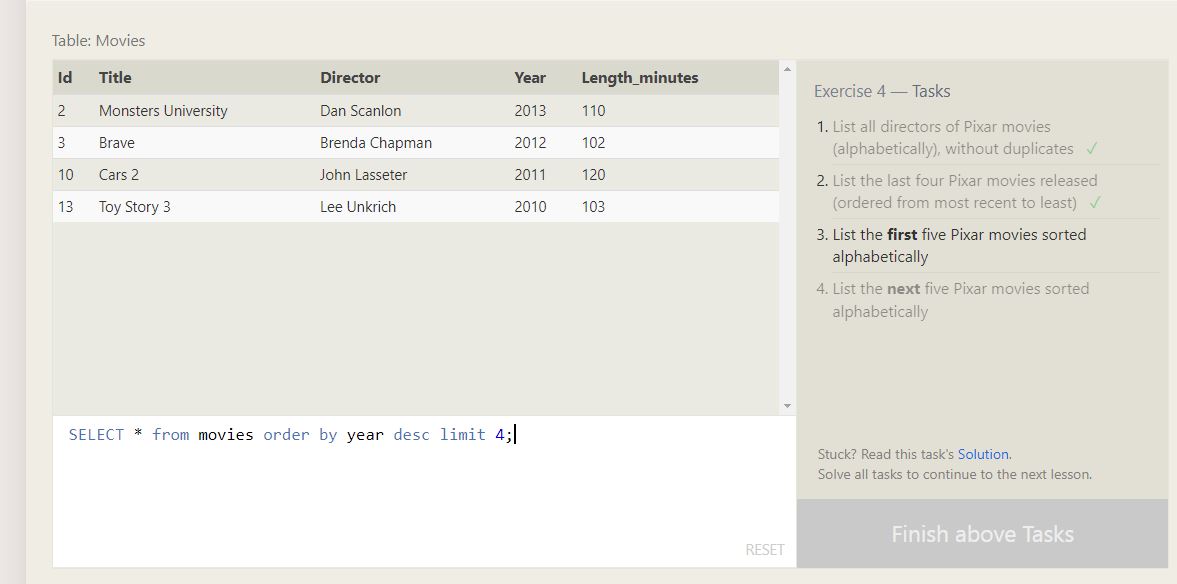 Table: Movies
Id Title Director Year Length_minutes
2 Monsters University Dan Scanlon 2013 110
3 Brave Brenda Chapman 2012 102
10 Cars 2 John Lasseter 2011 120
13 Toy Story 3 Lee Unkrich 2010 103
SELECT * from movies order by year desc limit 4;
RESET
Exercise 4 — Tasks
1. List all directors of Pixar movies
(alphabetically), without duplicates ✓
2. List the last four Pixar movies released
(ordered from most recent to least) ✓
3. List the first five Pixar movies sorted
alphabetically
4. List the next five Pixar movies sorted
alphabetically
Stuck? Read this task's Solution.
Solve all tasks to continue to the next lesson.
Finish above Tasks